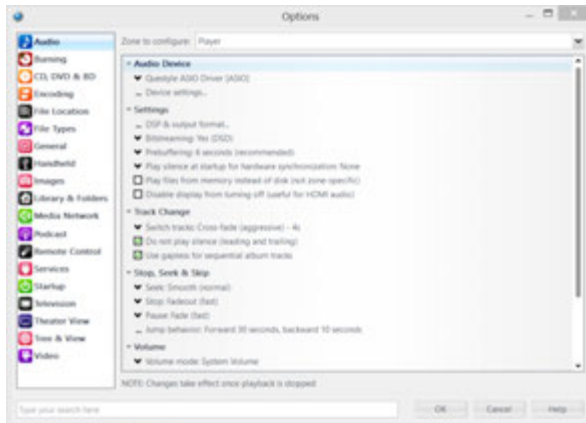 Options
Audio
Burning
CD, DVD & BD
Encoding
File Location
File Types
General
Handheld
Images
Library & Folders
Media Network
Podcast
Remote Control
Services
Startup
Television
Theater View
Tree & View
Video
Zone to configure: Player
Audio Device
Questyle ASIO Driver (ASIO)
Device settings...
Settings
DSP & output format...
Bitstreaming: Yes (DSD)
Prebuffering: 6 seconds (recommended)
Play silence at startup for hardware synchronization: None
Play files from memory instead of disk (not zone-specific)
Disable display from turning off (useful for HDMI audio)
Track Change
Switch tracks: Cross-fade (aggressive) - 4s
Do not play silence (leading and trailing)
Use gapless for sequential album tracks
Stop, Seek & Skip
Seek: Smooth (normal)
Stop: Fadeout (fast)
Pause: Fade (fast)
Jump behavior: Forward 30 seconds, backward 10 seconds
Volume
Volume mode: System Volume
NOTE: Changes take effect once playback is stopped
Type your search here
OK
Cancel
Help